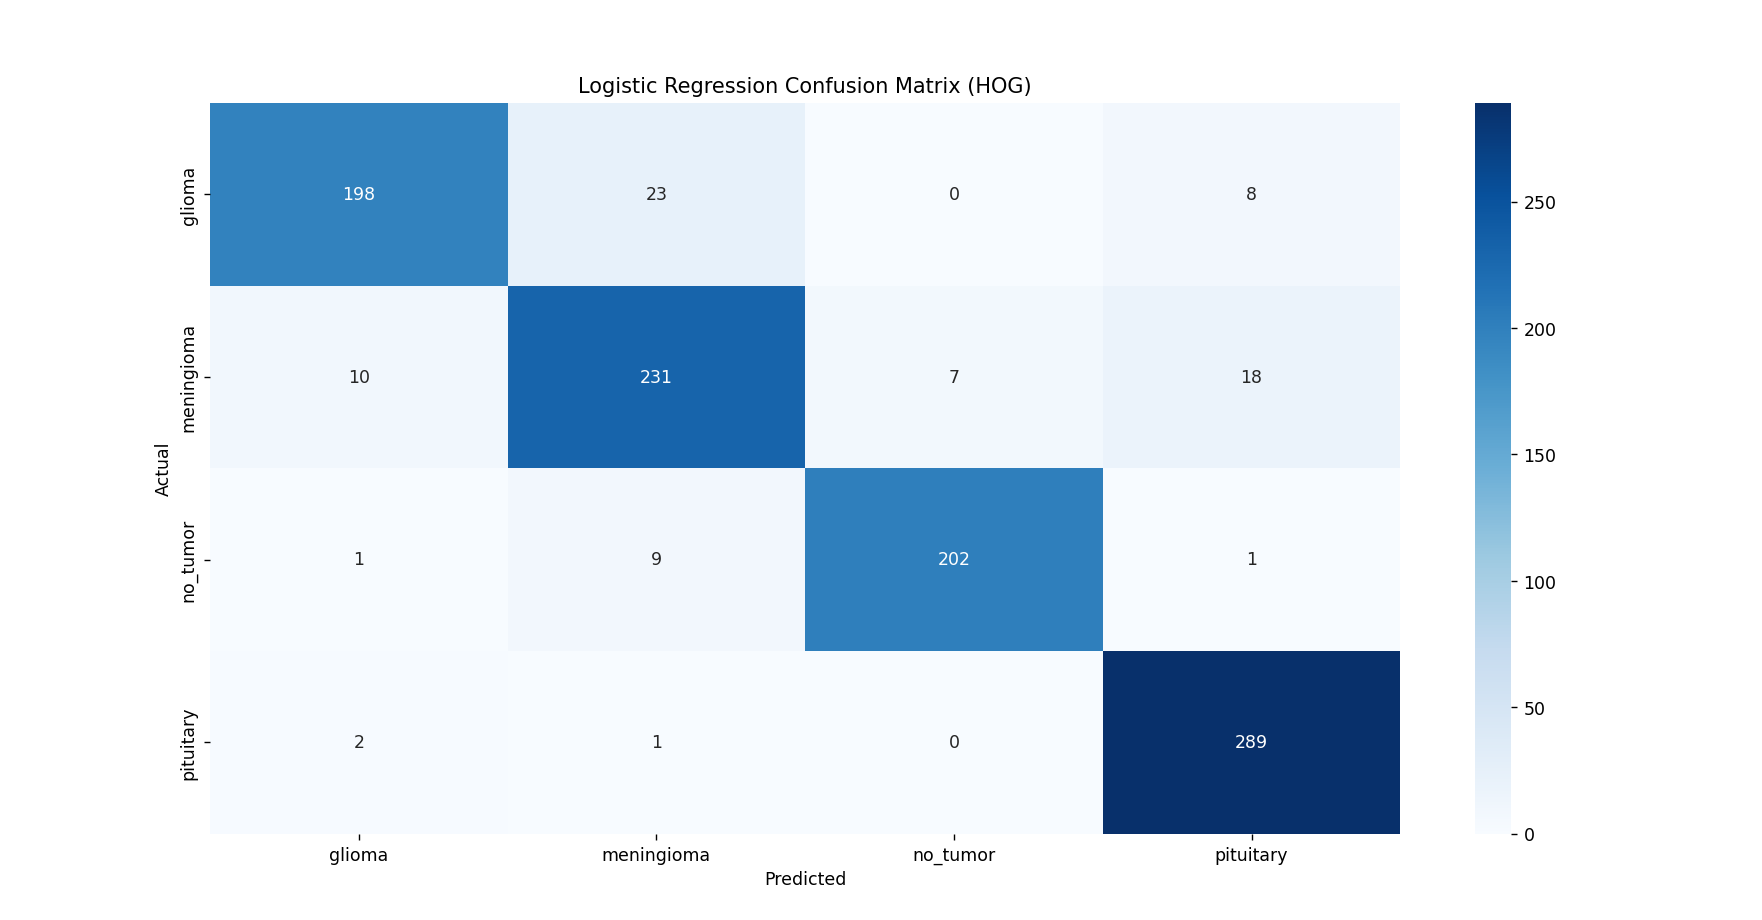 Logistic Regression Confusion Matrix (HOG)
glioma
198 23 0 8
meningioma
10 231 7 18
no_tumor
1 9 202 1
pituitary
2 1 0 289
Actual
glioma meningioma no_tumor pituitary
Predicted
250
200
150
100
50
0